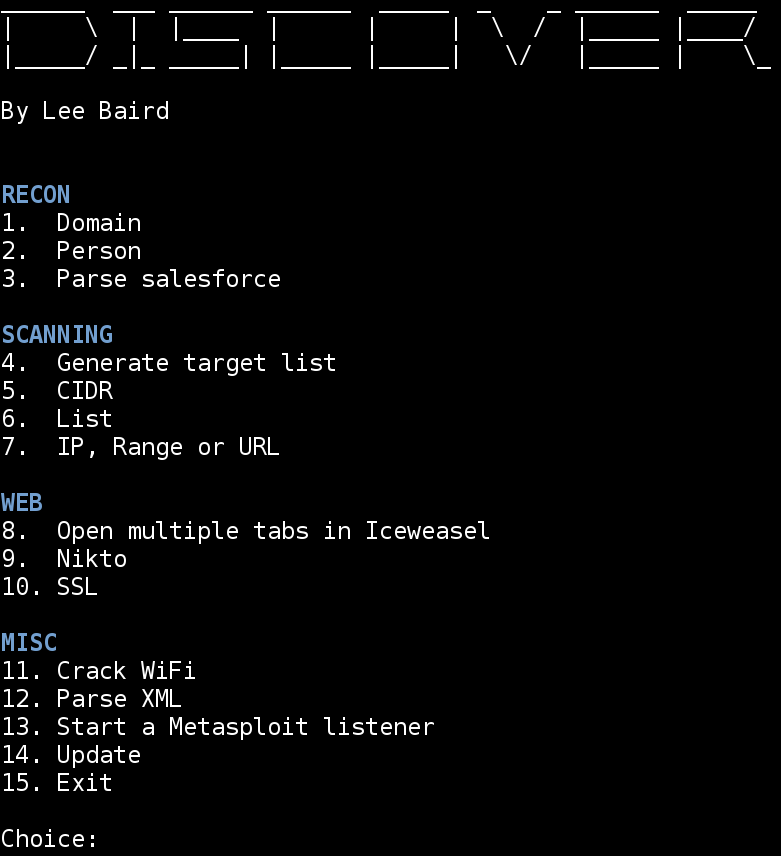 DISCOVER
By Lee Baird
RECON
1. Domain
2. Person
3. Parse salesforce
SCANNING
4. Generate target list
5. CIDR
6. List
7. IP, Range or URL
WEB
8. Open multiple tabs in Iceweasel
9. Nikto
10. SSL
MISC
11. Crack WiFi
12. Parse XML
13. Start a Metasploit listener
14. Update
15. Exit
Choice: